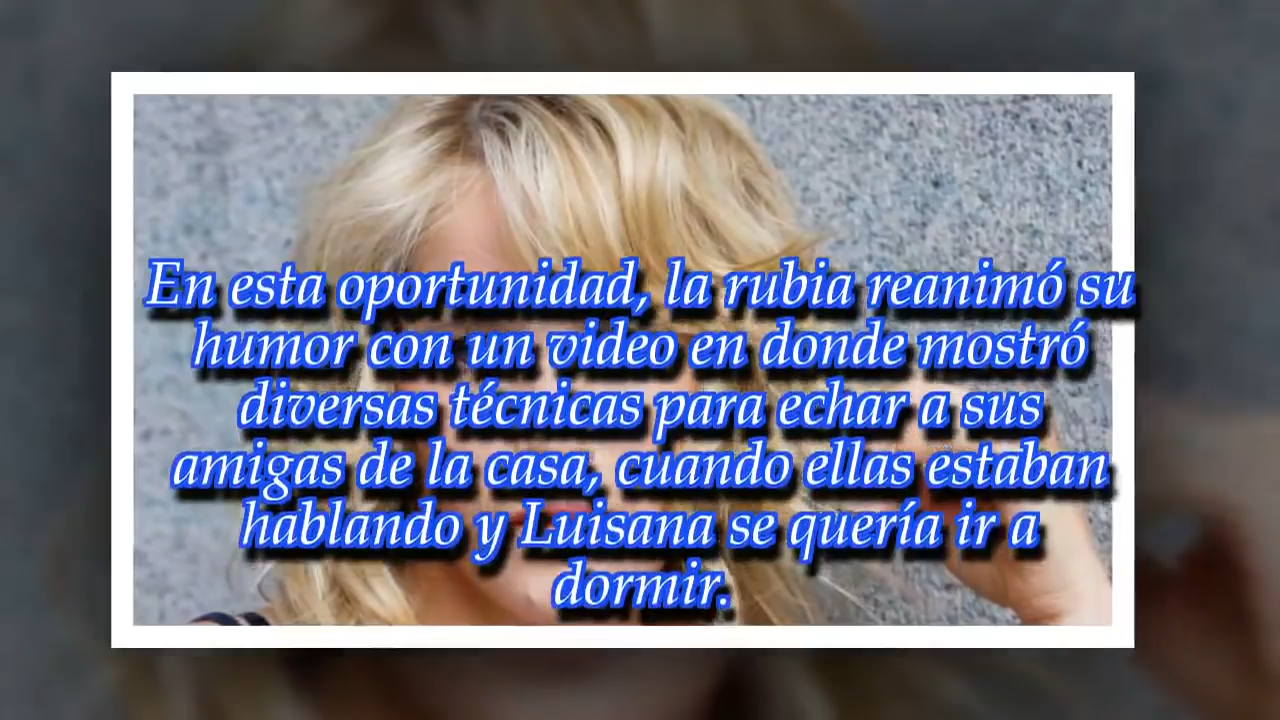 En esta oportunidad, la rubia reanimó su
humor con un video en donde mostró
diversas técnicas para echar a sus
amigas de la casa, cuando ellas estaban
hablando y Luisana se quería ir a
dormir.